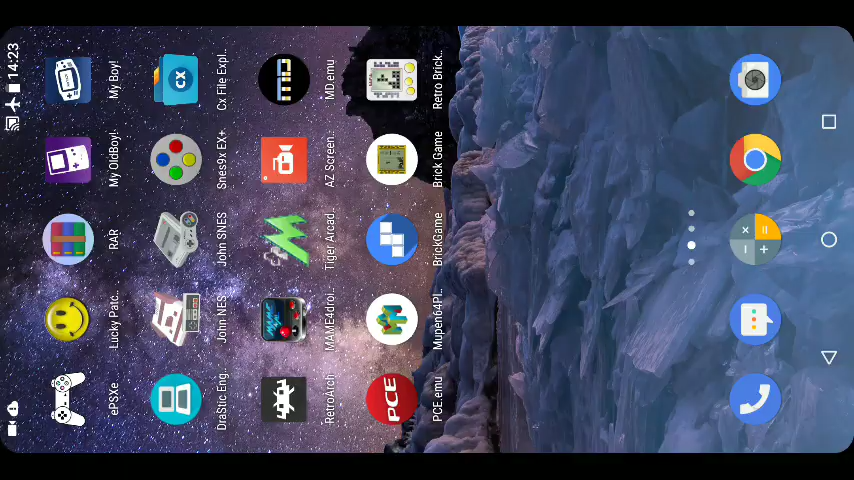 14:23
ePSXe
Lucky Patc..
RAR
My OldBoy!
My Boy!
CX
DraStic Eng..
John NES
John SNES
Snes9x EX+
Cx File Expl..
RetroArch
MAME4droi..
Tiger Arcad..
AZ Screen..
MD.emu
PCE
PCE.emu
Mupen64Pl..
BrickGame
Brick Game
Retro Brick..